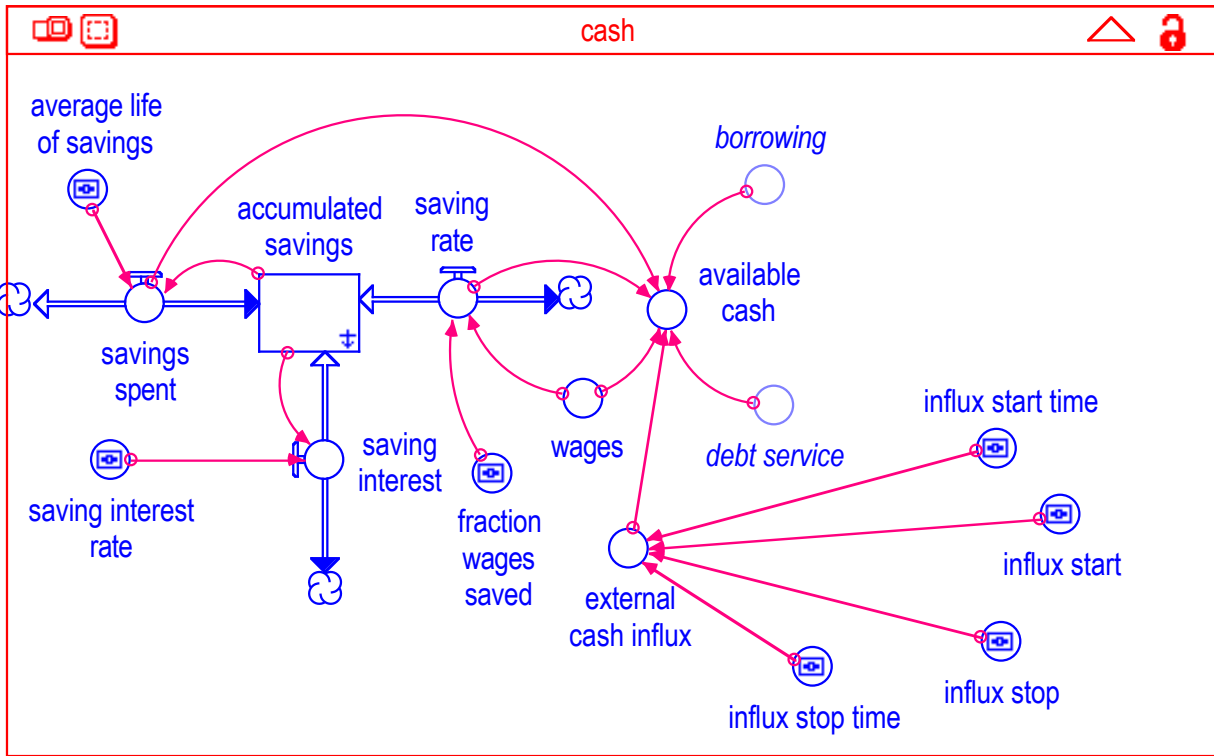 cash
average life
of savings
borrowing
accumulated
savings
saving
rate
available
cash
savings
spent
influx start time
wages
saving
interest
debt service
saving interest
rate
fraction
wages
saved
influx start
external
cash influx
influx stop
influx stop time